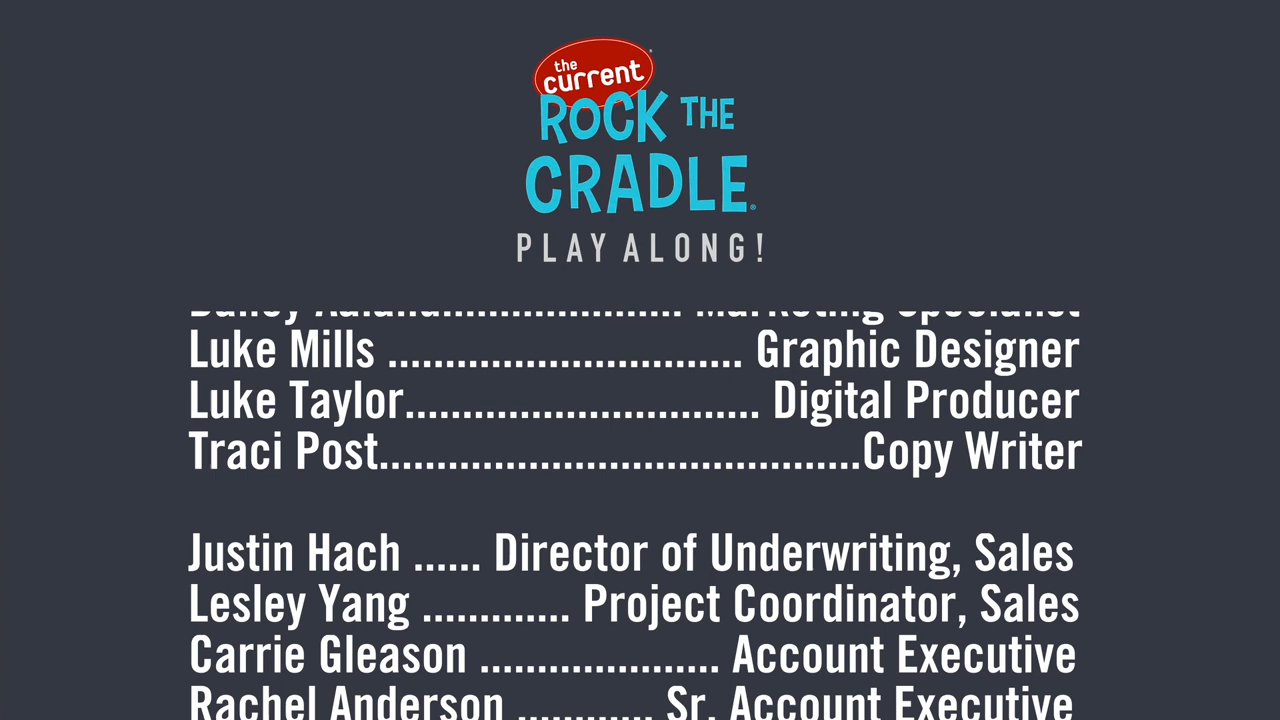 the
current
ROCK THE
CRADLE®
PLAY ALONG!
Marketing Specialist
Luke Mills ............................... Graphic Designer
Luke Taylor............................... Digital Producer
Traci Post..........................................Copy Writer
Justin Hach ...... Director of Underwriting, Sales
Lesley Yang ............. Project Coordinator, Sales
Carrie Gleason ..................... Account Executive
Rachel Anderson ............ Sr. Account Executive